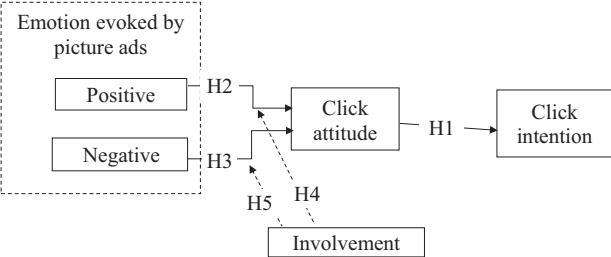 Emotion evoked by
picture ads
Positive
H2
Click
attitude
H1
Click
intention
Negative
H3
H4
H5
Involvement